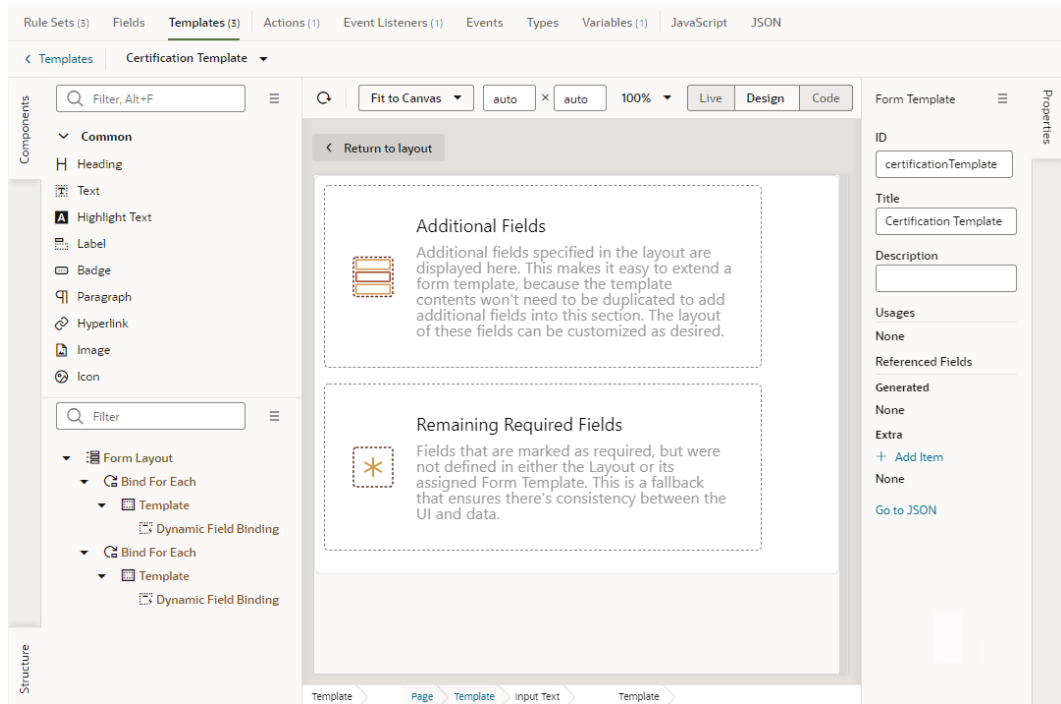 Rule Sets (3) Fields Templates (3) Actions (1) Event Listeners (1) Events Types Variables (1) JavaScript JSON
Templates Certification Template
Components
Filter, Alt+F
Common
Heading
Text
Highlight Text
Label
Badge
Paragraph
Hyperlink
Image
Icon
Filter
Form Layout
Bind For Each
Template
Dynamic Field Binding
Bind For Each
Template
Dynamic Field Binding
Structure
Fit to Canvas auto × auto 100% Live Design Code
Return to layout
Additional Fields
Additional fields specified in the layout are
displayed here. This makes it easy to extend a
form template, because the template
contents won't need to be duplicated to add
additional fields into this section. The layout
of these fields can be customized as desired.
Remaining Required Fields
Fields that are marked as required, but were
not defined in either the Layout or its
assigned Form Template. This is a fallback
that ensures there's consistency between the
UI and data.
Template Page Template Input Text Template
Form Template
ID
certificationTemplate
Title
Certification Template
Description
Usages
None
Referenced Fields
Generated
None
Extra
+ Add Item
None
Go to JSON
Properties